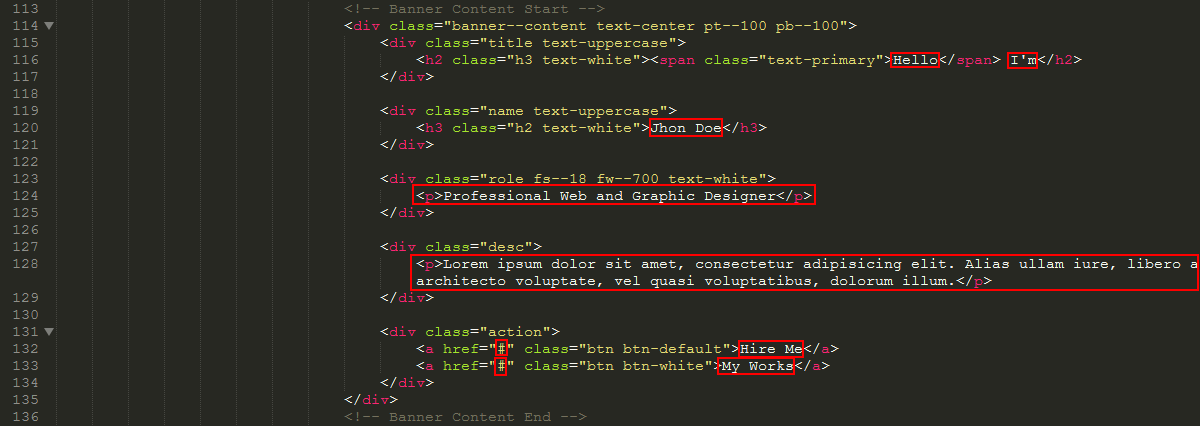 113 <!-- Banner Content Start -->
114 <div class="banner--content text-center pt--100 pb--100">
115 <div class="title text-uppercase">
116 <h2 class="h3 text-white"><span class="text-primary">Hello</span> I'm</h2>
117 </div>
118
119 <div class="name text-uppercase">
120 <h3 class="h2 text-white">Jhon Doe</h3>
121 </div>
122
123 <div class="role fs--18 fw--700 text-white">
124 <p>Professional Web and Graphic Designer</p>
125 </div>
126
127 <div class="desc">
128 <p>Lorem ipsum dolor sit amet, consectetur adipisicing elit. Alias ullam iure, libero a
architecto voluptate, vel quasi voluptatibus, dolorum illum.</p>
129 </div>
130
131 <div class="action">
132 <a href="#" class="btn btn-default">Hire Me</a>
133 <a href="#" class="btn btn-white">My Works</a>
134 </div>
135 </div>
136 <!-- Banner Content End -->